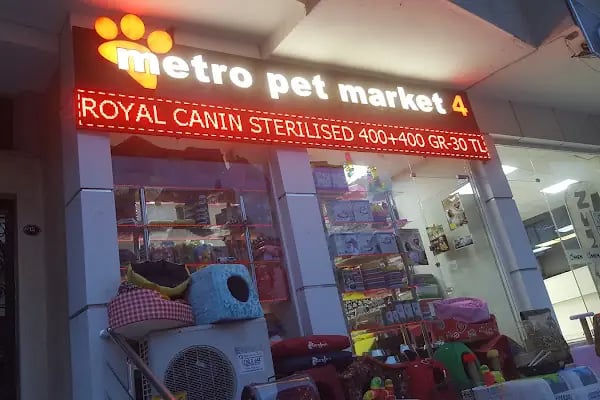 metro pet market 4
ROYAL CANIN STERILISED 400+400 GR-30 TL